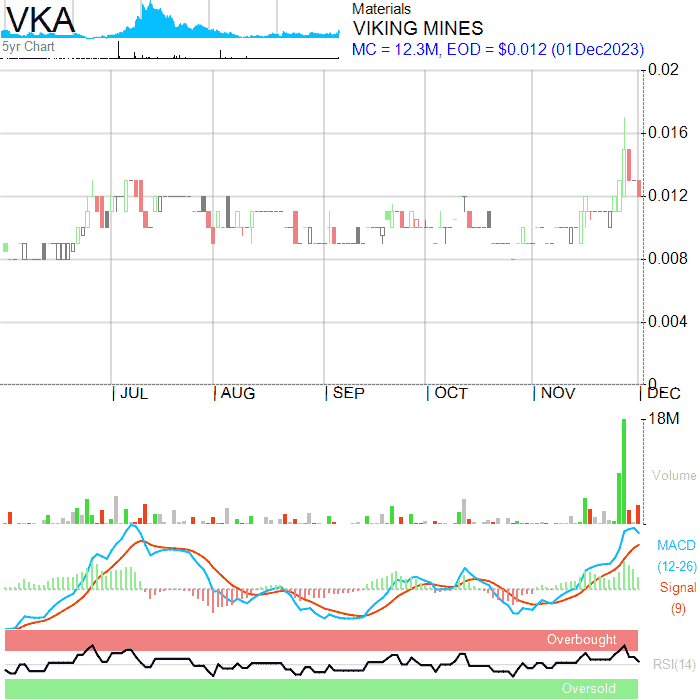 VKA
5yr Chart
Materials
VIKING MINES
MC = 12.3M, EOD = $0.012 (01Dec2023)
0.02
0.016
0.012
0.008
0.004
0
JUL
AUG
SEP
OCT
NOV
DEC
18M
Volume
MACD
(12-26)
Signal
(9)
Overbought
RSI(14)
Oversold